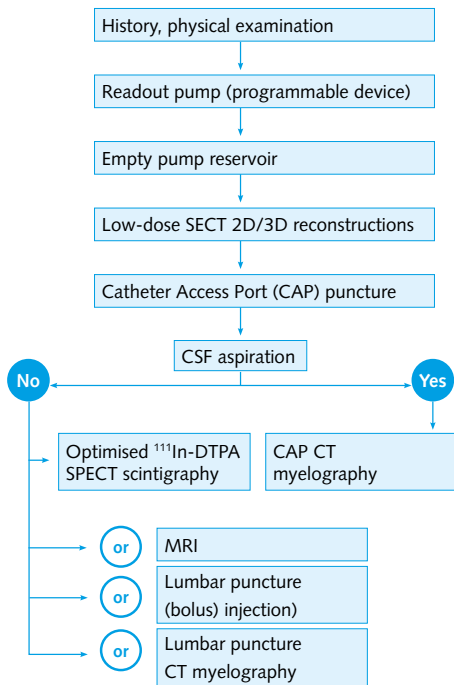 History, physical examination
Readout pump (programmable device)
Empty pump reservoir
Low-dose SECT 2D/3D reconstructions
Catheter Access Port (CAP) puncture
CSF aspiration
No
Yes
Optimised ¹¹¹In-DTPA
SPECT scintigraphy
CAP CT
myelography
or
MRI
or
Lumbar puncture
(bolus) injection)
or
Lumbar puncture
CT myelography